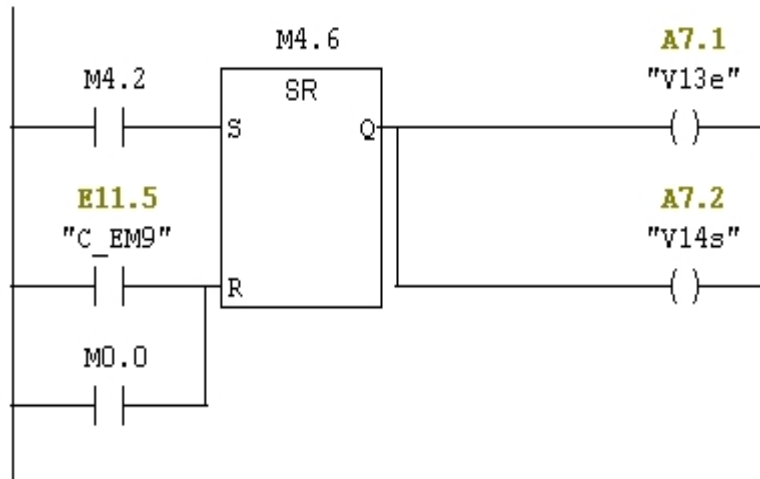 M4.6
A7.1
M4.2
SR
"V13e"
S
Q
E11.5
A7.2
"C_EM9"
"V14s"
R
M0.0